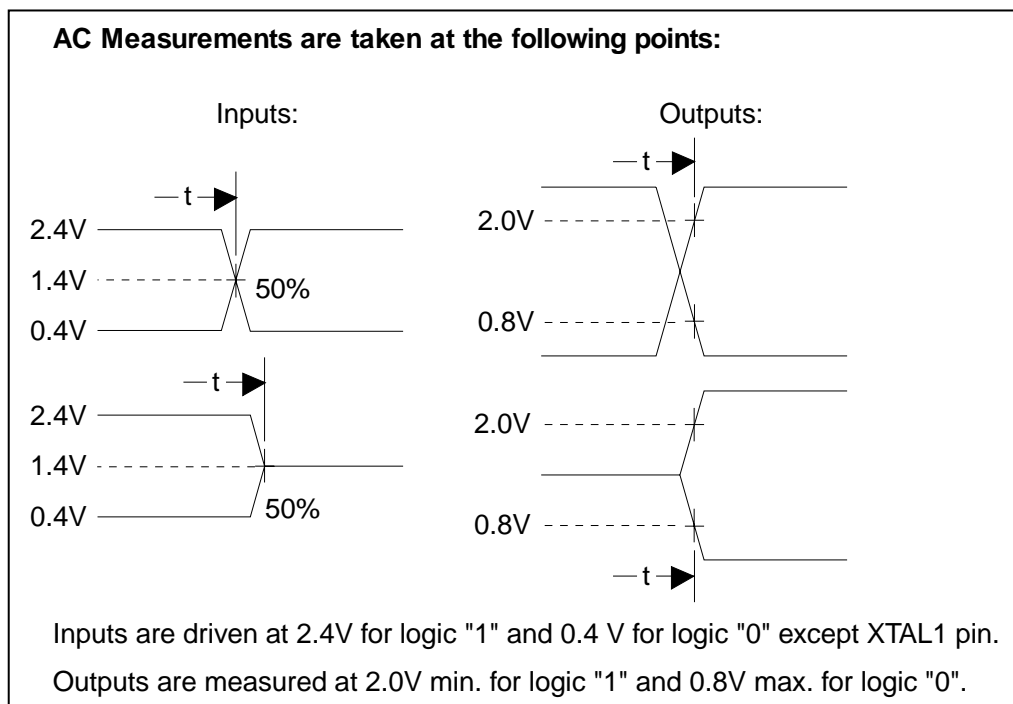 AC Measurements are taken at the following points:
Inputs:
t
2.4V
1.4V
50%
0.4V
t
2.4V
1.4V
50%
0.4V
Outputs:
t
2.0V
0.8V
2.0V
0.8V
t
Inputs are driven at 2.4V for logic "1" and 0.4 V for logic "0" except XTAL1 pin.
Outputs are measured at 2.0V min. for logic "1" and 0.8V max. for logic "0".